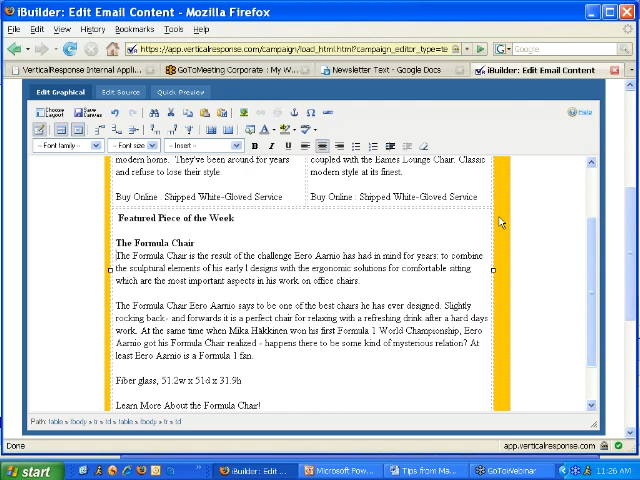 iBuilder: Edit Email Content - Mozilla Firefox
File Edit View History Bookmarks Tools Help
https://app.verticalresponse.com/campaign/load_html.html?campaign_editor_type=te
Google
VerticalResponse Internal Appli...
GoToMeeting Corporate : My W...
Newsletter Text - Google Docs
iBuilder: Edit Email Content
Edit Graphical Edit Source Quick Preview
Choose Layout
Save Canvas
Help
-- Font family -- -- Font size -- -- Insert -- B I U
modern home. They've been around for years
and refuse to lose their style.
Buy Online : Shipped White-Gloved Service
coupled with the Eames Lounge Chair. Classic
modern style at its finest.
Buy Online : Shipped White-Gloved Service
Featured Piece of the Week
The Formula Chair
The Formula Chair is the result of the challenge Eero Aarnio has had in mind for years: to combine
the sculptural elements of his early l designs with the ergonomic solutions for comfortable sitting
which are the most important aspects in his work on office chairs.
The Formula Chair Eero Aarnio says to be one of the best chairs he has ever designed. Slightly
rocking back- and forwards it is a perfect chair for relaxing with a refreshing drink after a hard days
work. At the same time when Mika Häkkinen won his first Formula 1 World Championship, Eero
Aarnio got his Formula Chair realized - happens there to be some kind of mysterious relation? At
least Eero Aarnio is a Formula 1 fan.
Fiber glass, 51.2w x 51d x 31.9h
Learn More About the Formula Chair!
Path: table » tbody » tr » td » table » tbody » tr » td
Done
app.verticalresponse.com
start
iBuilder: Edit ...
Microsoft Pow...
Tips from Ma...
GoToWebinar
11:26 AM